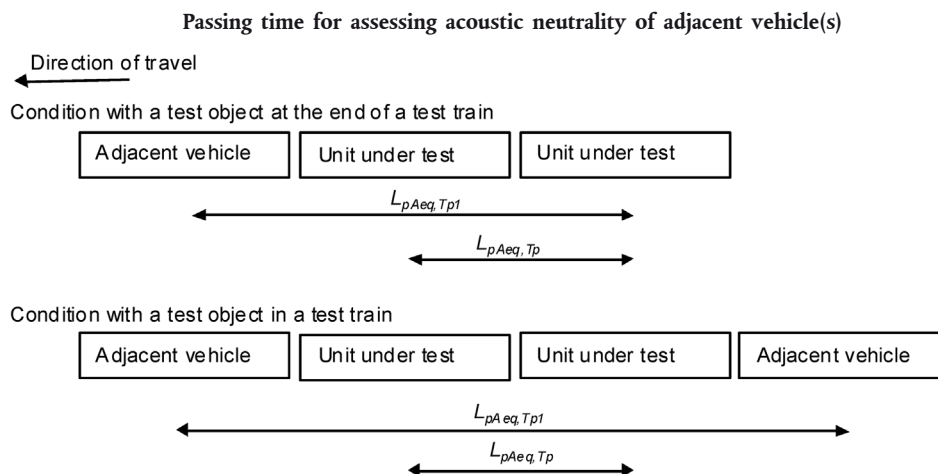 Passing time for assessing acoustic neutrality of adjacent vehicle(s)
Direction of travel
Condition with a test object at the end of a test train
Adjacent vehicle Unit under test Unit under test
LpAeq,Tp1
LpAeq,Tp
Condition with a test object in a test train
Adjacent vehicle Unit under test Unit under test Adjacent vehicle
LpAeq,Tp1
LpAeq,Tp